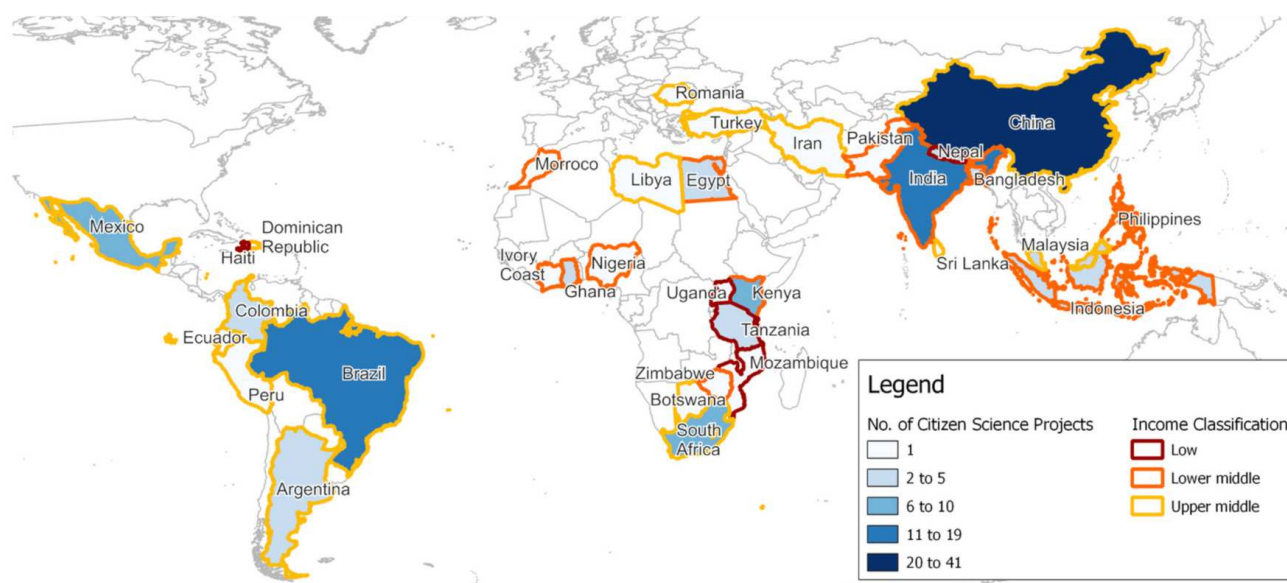 Romania
Turkey
Iran
Pakistan
China
Nepal
India
Bangladesh
Morroco
Libya
Egypt
Mexico
Dominican
Republic
Haiti
Ivory
Coast
Nigeria
Ghana
Philippines
Malaysia
Sri Lanka
Indonesia
Colombia
Ecuador
Uganda
Kenya
Tanzania
Mozambique
Zimbabwe
Botswana
South
Africa
Brazil
Peru
Argentina
Legend
No. of Citizen Science Projects
1
2 to 5
6 to 10
11 to 19
20 to 41
Income Classification
Low
Lower middle
Upper middle